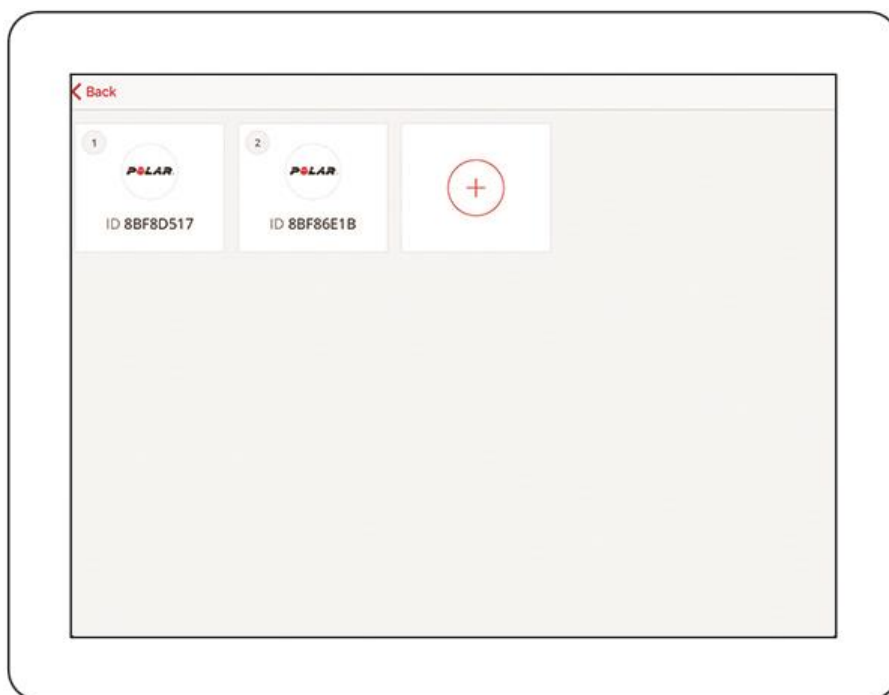 Back
1
POLAR
ID 8BF8D517
2
POLAR
ID 8BF86E1B